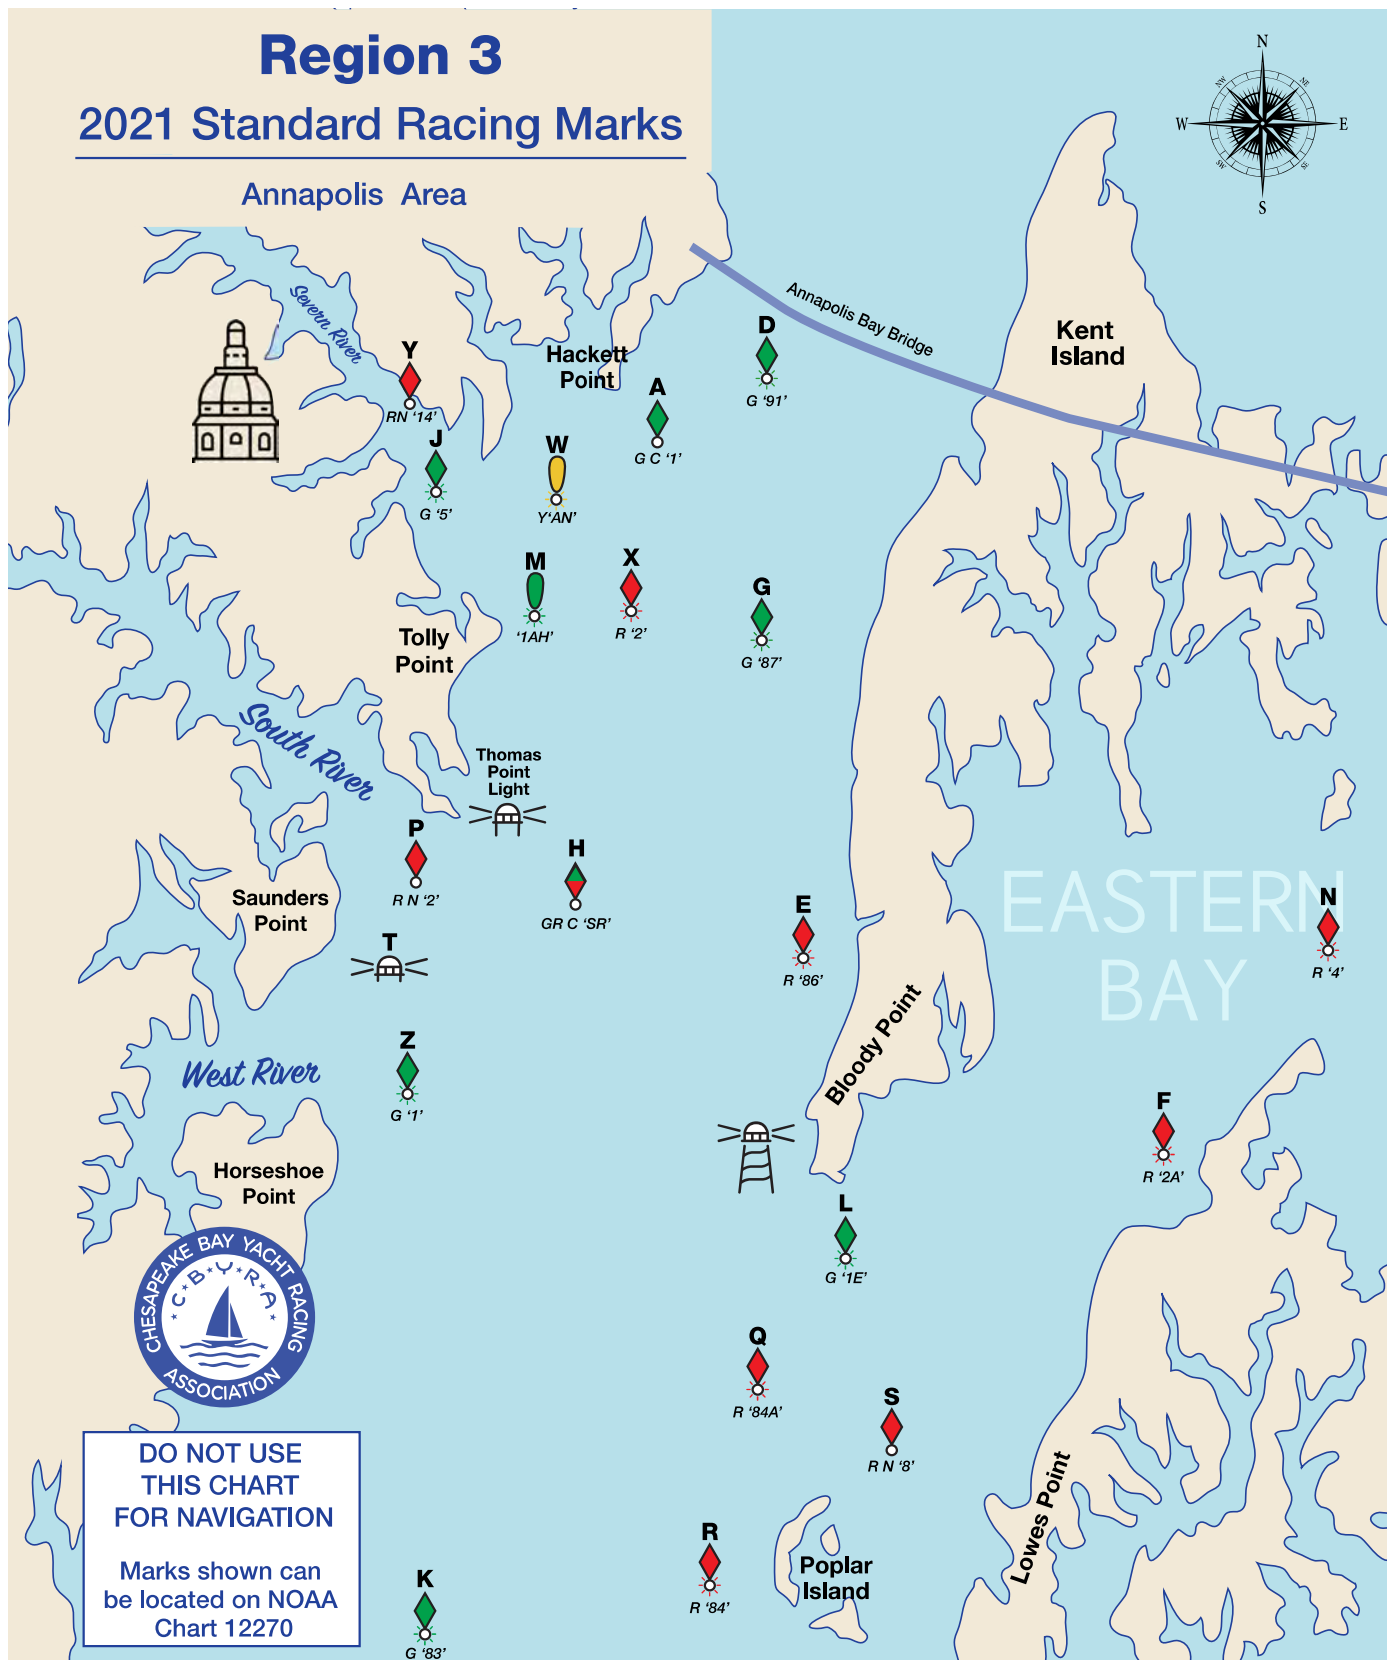 Region 3
2021 Standard Racing Marks
Annapolis Area
N
NW
NE
W
E
SW
SE
S
Severn River
Annapolis Bay Bridge
Kent
Island
D
G '91'
Y
RN '14'
Hackett
Point
A
G C '1'
J
G '5'
W
Y'AN'
M
'1AH'
X
R '2'
G
G '87'
Tolly
Point
South River
Thomas
Point
Light
P
R N '2'
H
GR C 'SR'
Saunders
Point
T
E
R '86'
EASTERN
BAY
N
R '4'
Bloody Point
Z
G '1'
West River
F
R '2A'
Horseshoe
Point
L
G '1E'
CHESAPEAKE BAY YACHT RACING
ASSOCIATION
C★B★Y★R★A
Q
R '84A'
S
R N '8'
Lowes Point
DO NOT USE
THIS CHART
FOR NAVIGATION
Marks shown can
be located on NOAA
Chart 12270
R
R '84'
Poplar
Island
K
G '83'